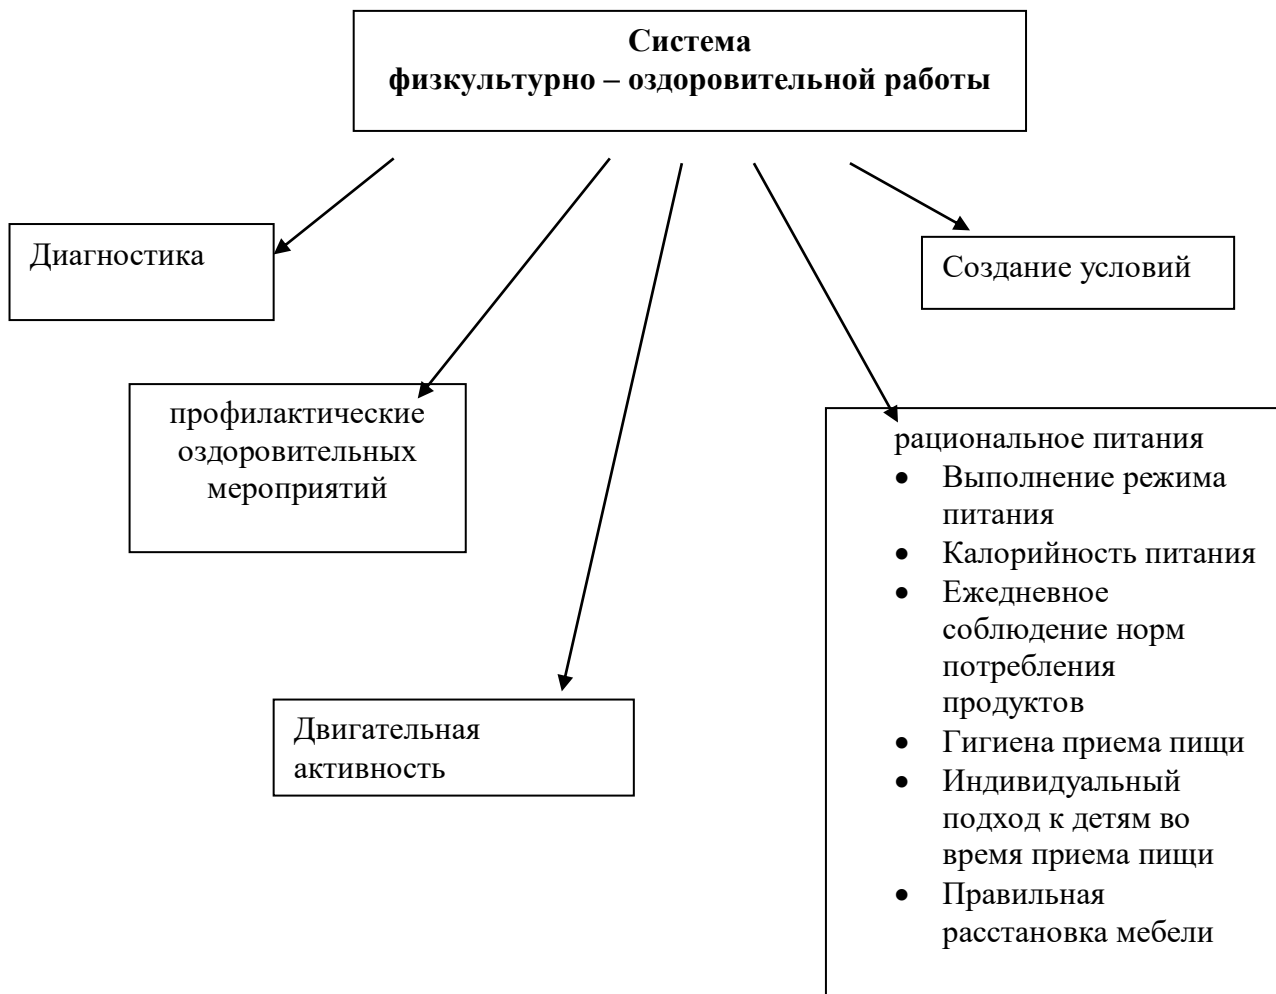 Система
физкультурно – оздоровительной работы
Диагностика
Создание условий
профилактические
оздоровительных
мероприятий
рациональное питания
• Выполнение режима
питания
• Калорийность питания
• Ежедневное
соблюдение норм
потребления
продуктов
• Гигиена приема пищи
• Индивидуальный
подход к детям во
время приема пищи
• Правильная
расстановка мебели
Двигательная
активность